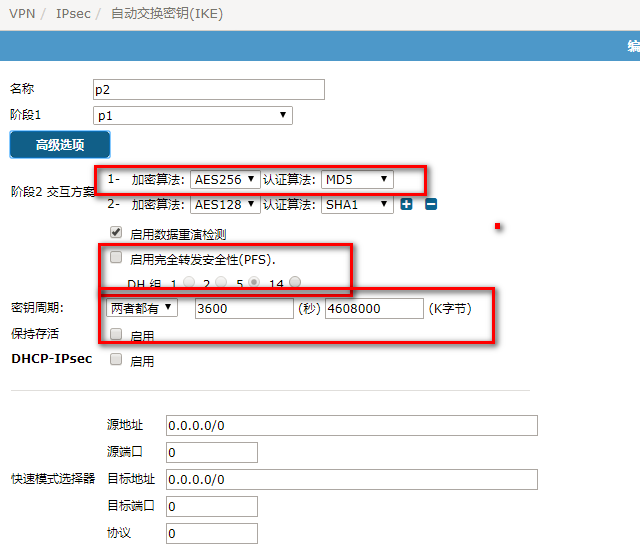 VPN / IPsec / 自动交换密钥(IKE)
编
名称 p2
阶段1 p1
高级选项
阶段2 交互方案 1- 加密算法: AES256 认证算法: MD5
2- 加密算法: AES128 认证算法: SHA1
启用数据重演检测
启用完全转发安全性(PFS).
DH 组 1 2 5 14
密钥周期: 两者都有 3600 (秒) 4608000 (K字节)
保持存活 启用
DHCP-IPsec 启用
源地址 0.0.0.0/0
源端口 0
快速模式选择器 目标地址 0.0.0.0/0
目标端口 0
协议 0